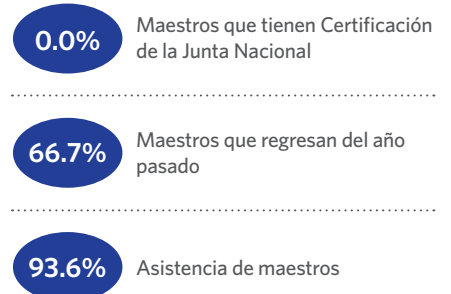 0.0%
Maestros que tienen Certificación
de la Junta Nacional
66.7%
Maestros que regresan del año
pasado
93.6%
Asistencia de maestros